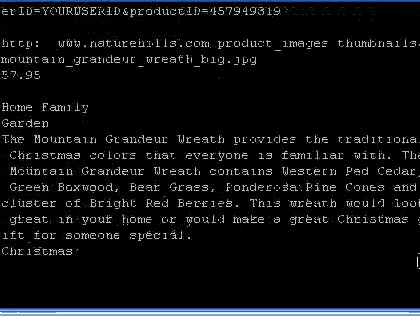 erID=YOURUSERID&productID=457949319
http: www.naturehills.com product_images thumbnails
mountain_grandeur_wreath_big.jpg
57.95
Home Family
Garden
The Mountain Grandeur Wreath provides the traditiona
Christmas colors that everyone is familiar with. The
Mountain Grandeur Wreath contains Western Red Cedar,
Green Boxwood, Bear Grass, Ponderosa Pine Cones and
cluster of Bright Red Berries. This wreath would loo
great in your home or would make a great Christmas g
ift for someone special.
Christmas